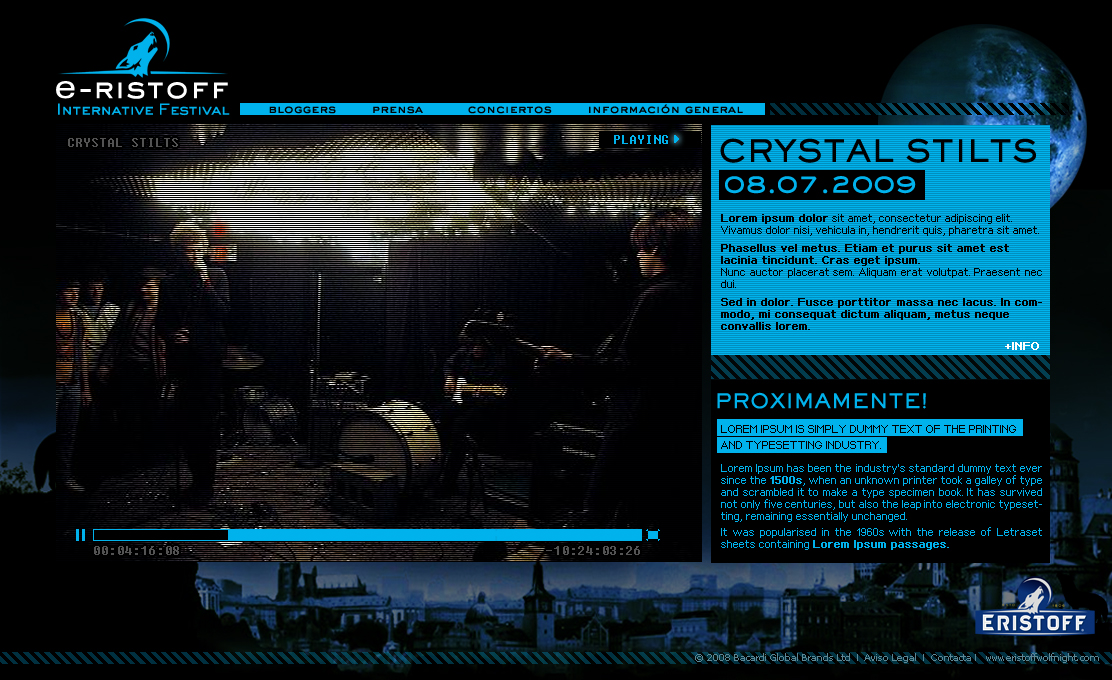 e-RISTOFF
INTERNATIVE FESTIVAL
BLOGGERS PRENSA CONCIERTOS INFORMACIÓN GENERAL
CRYSTAL STILTS
PLAYING
00:04:16:08
-10:24:03:26
CRYSTAL STILTS
08.07.2009
Lorem ipsum dolor sit amet, consectetur adipiscing elit.
Vivamus dolor nisi, vehicula in, hendrerit quis, pharetra sit amet.
Phasellus vel metus. Etiam et purus sit amet est
lacinia tincidunt. Cras eget ipsum.
Nunc auctor placerat sem. Aliquam erat volutpat. Praesent nec
dui.
Sed in dolor. Fusce porttitor massa nec lacus. In com-
modo, mi consequat dictum aliquam, metus neque
convallis lorem.
+INFO
PROXIMAMENTE!
LOREM IPSUM IS SIMPLY DUMMY TEXT OF THE PRINTING
AND TYPESETTING INDUSTRY.
Lorem Ipsum has been the industry's standard dummy text ever
since the 1500s, when an unknown printer took a galley of type
and scrambled it to make a type specimen book. It has survived
not only five centuries, but also the leap into electronic typeset-
ting, remaining essentially unchanged.
It was popularised in the 1960s with the release of Letraset
sheets containing Lorem Ipsum passages.
ERISTOFF
© 2008 Bacardi Global Brands Ltd | Aviso Legal | Contacta | www.eristoffwolfnight.com